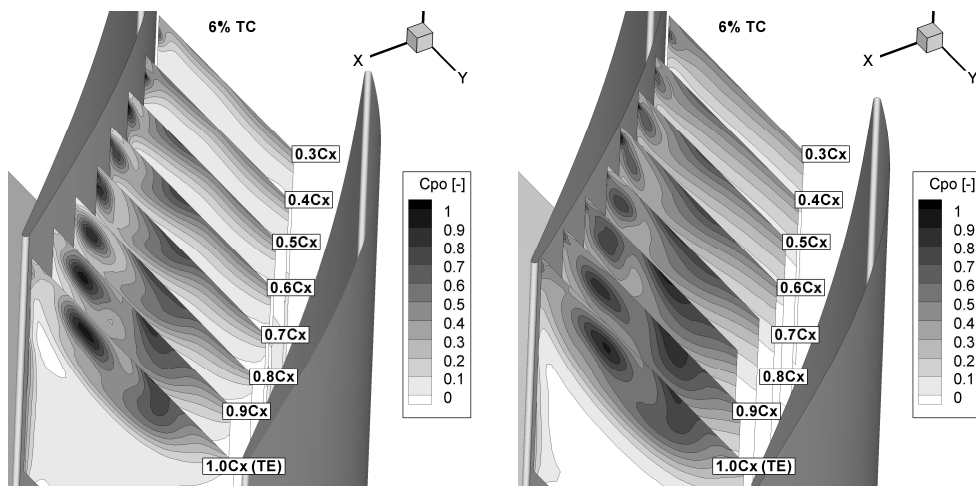 6% TC
X
Y
0.3Cx
0.4Cx
0.5Cx
0.6Cx
0.7Cx
0.8Cx
0.9Cx
1.0Cx (TE)
Cpo [-]
1
0.9
0.8
0.7
0.6
0.5
0.4
0.3
0.2
0.1
0
6% TC
X
Y
0.3Cx
0.4Cx
0.5Cx
0.6Cx
0.7Cx
0.8Cx
0.9Cx
1.0Cx (TE)
Cpo [-]
1
0.9
0.8
0.7
0.6
0.5
0.4
0.3
0.2
0.1
0